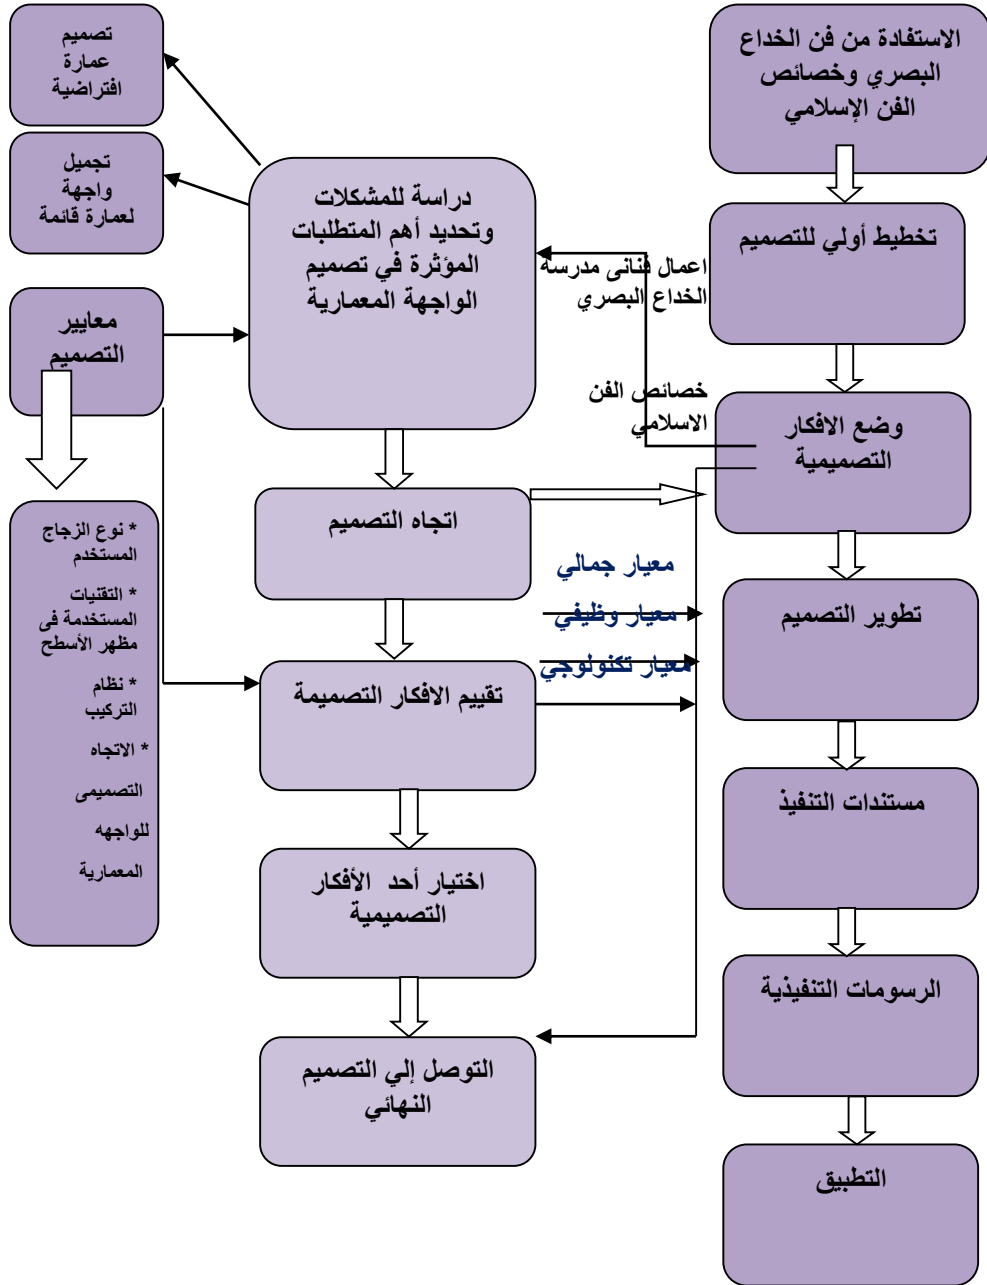 الاستفادة من فن الخداع
البصري وخصائص
الفن الإسلامي
تخطيط أولي للتصميم
وضع الافكار
التصميمية
تطوير التصميم
مستندات التنفيذ
الرسومات التنفيذية
التطبيق
اعمال فنانى مدرسة
الخداع البصري
خصائص الفن
الاسلامي
معيار جمالي
معيار وظيفي
معيار تكنولوجي
دراسة للمشكلات
وتحديد أهم المتطلبات
المؤثرة في تصميم
الواجهة المعمارية
اتجاه التصميم
تقييم الافكار التصميمة
اختيار أحد الأفكار
التصميمية
التوصل إلي التصميم
النهائي
تصميم
عمارة
افتراضية
تجميل
واجهة
لعمارة قائمة
معايير
التصميم
* نوع الزجاج
المستخدم
* التقنيات
المستخدمة فى
مظهر الأسطح
* نظام
التركيب
* الاتجاه
التصميمى
للواجهه
المعمارية